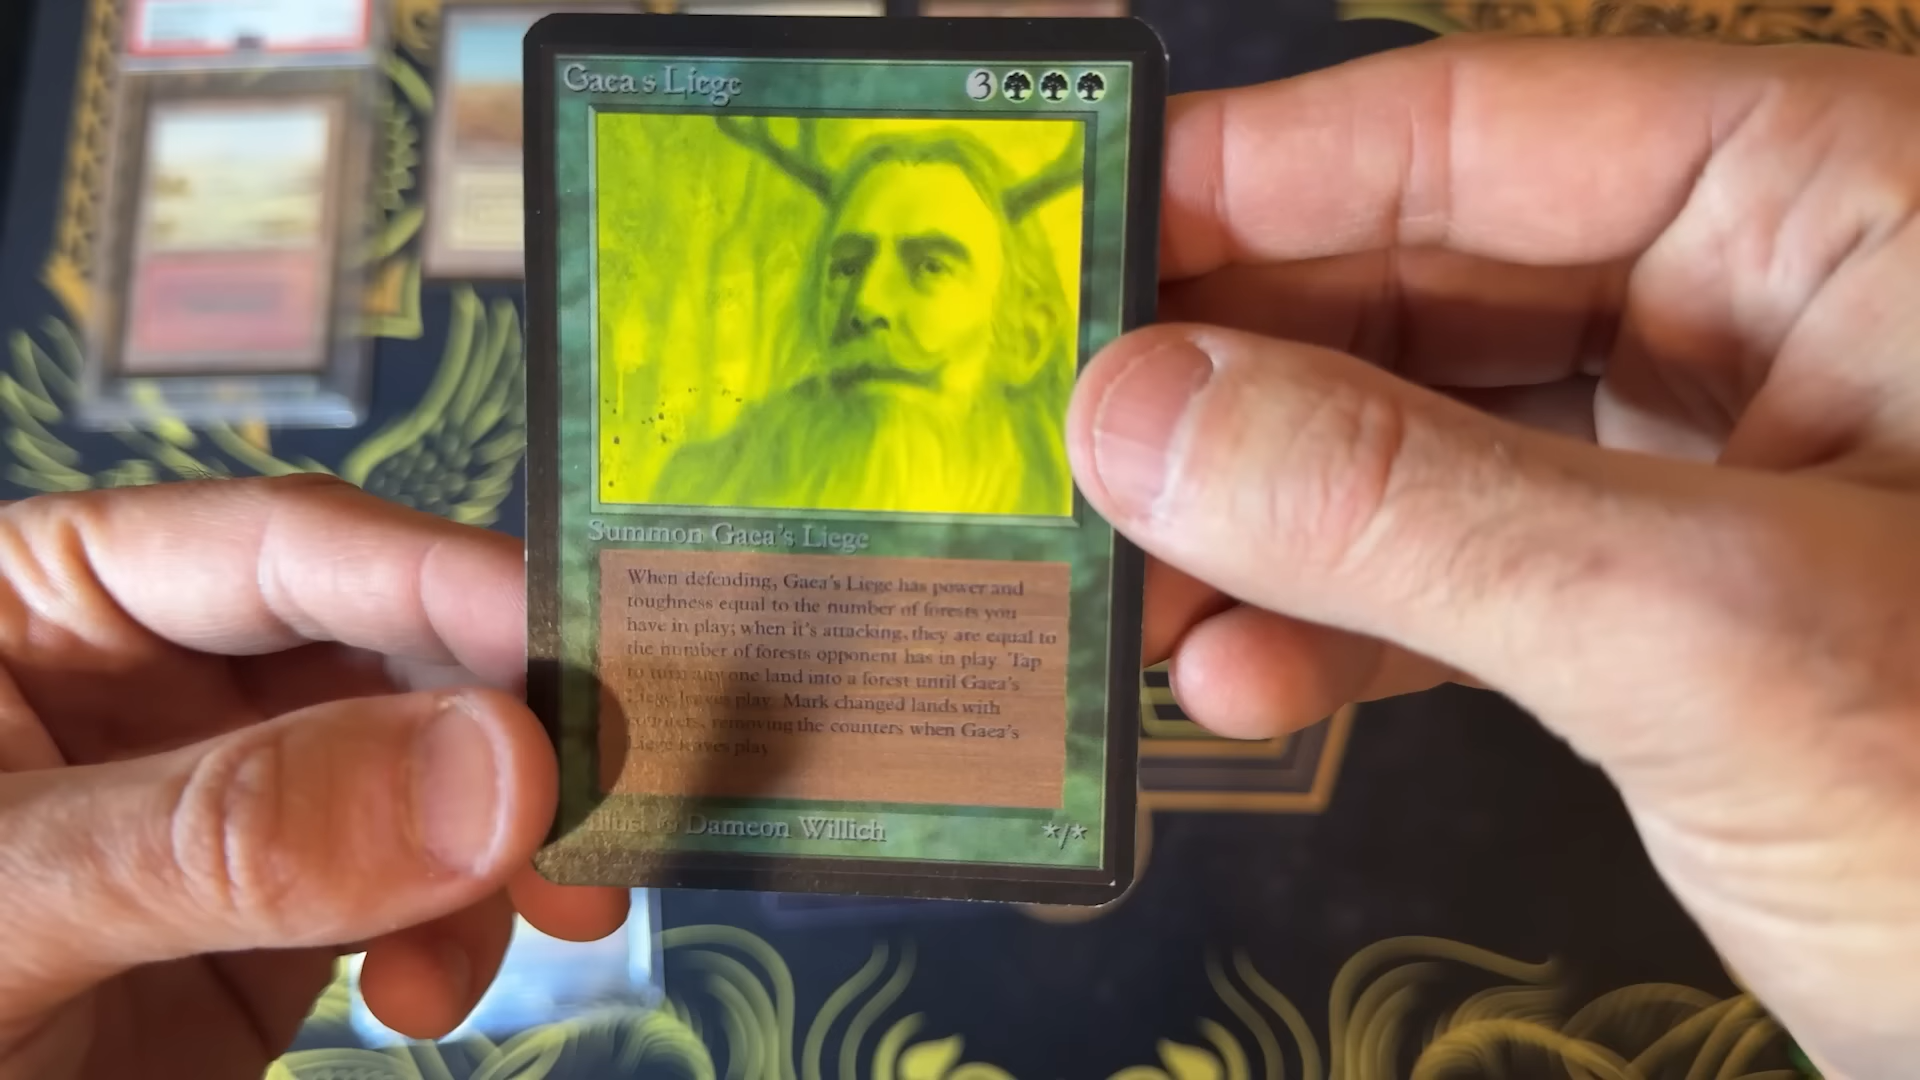 Gaea's Liege 3
Summon Gaea's Liege
When defending, Gaea's Liege has power and
toughness equal to the number of forests you
have in play; when it's attacking, they are equal to
the number of forests opponent has in play. Tap
to turn any one land into a forest until Gaea's
Liege leaves play. Mark changed lands with
counters, removing the counters when Gaea's
Liege leaves play.
Illus. © Dameon Willich */*